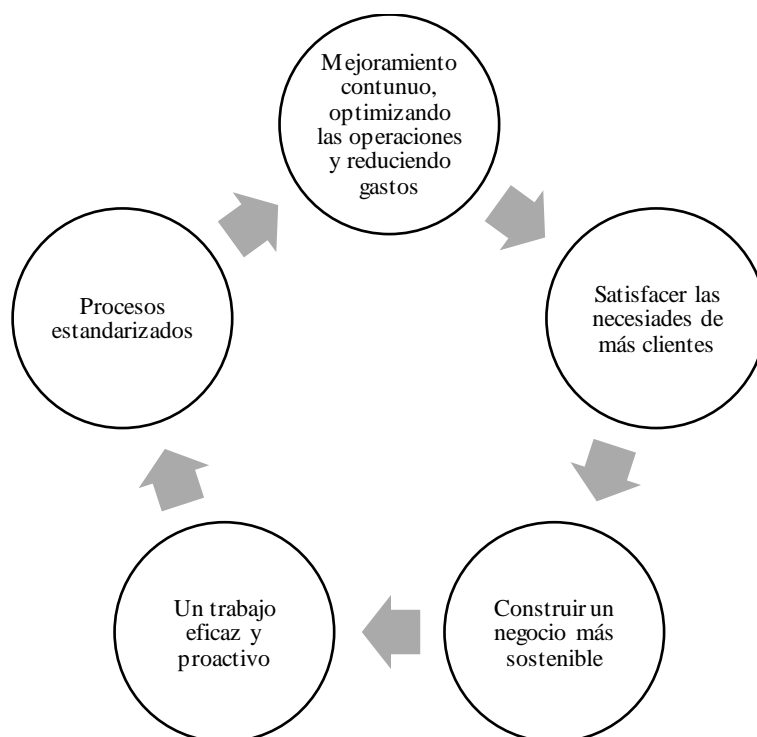 Mejoramiento
contunuo,
optimizando
las operaciones
y reduciendo
gastos
Satisfacer las
necesiades de
más clientes
Construir un
negocio más
sostenible
Un trabajo
eficaz y
proactivo
Procesos
estandarizados